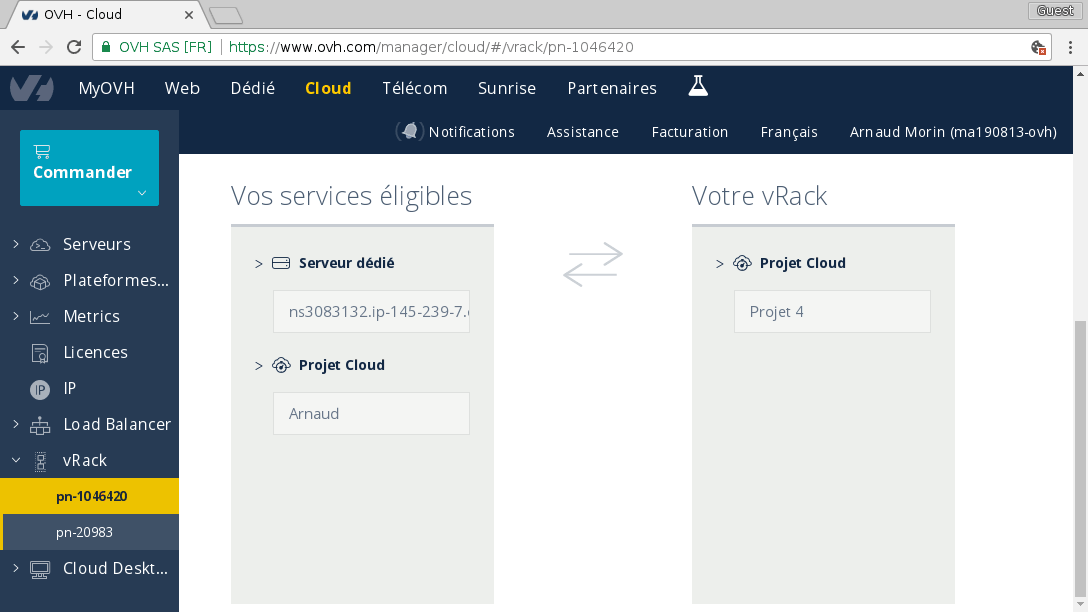 OVH - Cloud
Guest
OVH SAS [FR] https://www.ovh.com/manager/cloud/#/vrack/pn-1046420
MyOVH Web Dédié Cloud Télécom Sunrise Partenaires
Notifications Assistance Facturation Français Arnaud Morin (ma190813-ovh)
Commander
Serveurs
Plateformes...
Metrics
Licences
IP IP
Load Balancer
vRack
pn-1046420
pn-20983
Cloud Deskt...
Vos services éligibles
> Serveur dédié
ns3083132.ip-145-239-7.
> Projet Cloud
Arnaud
Votre vRack
> Projet Cloud
Projet 4